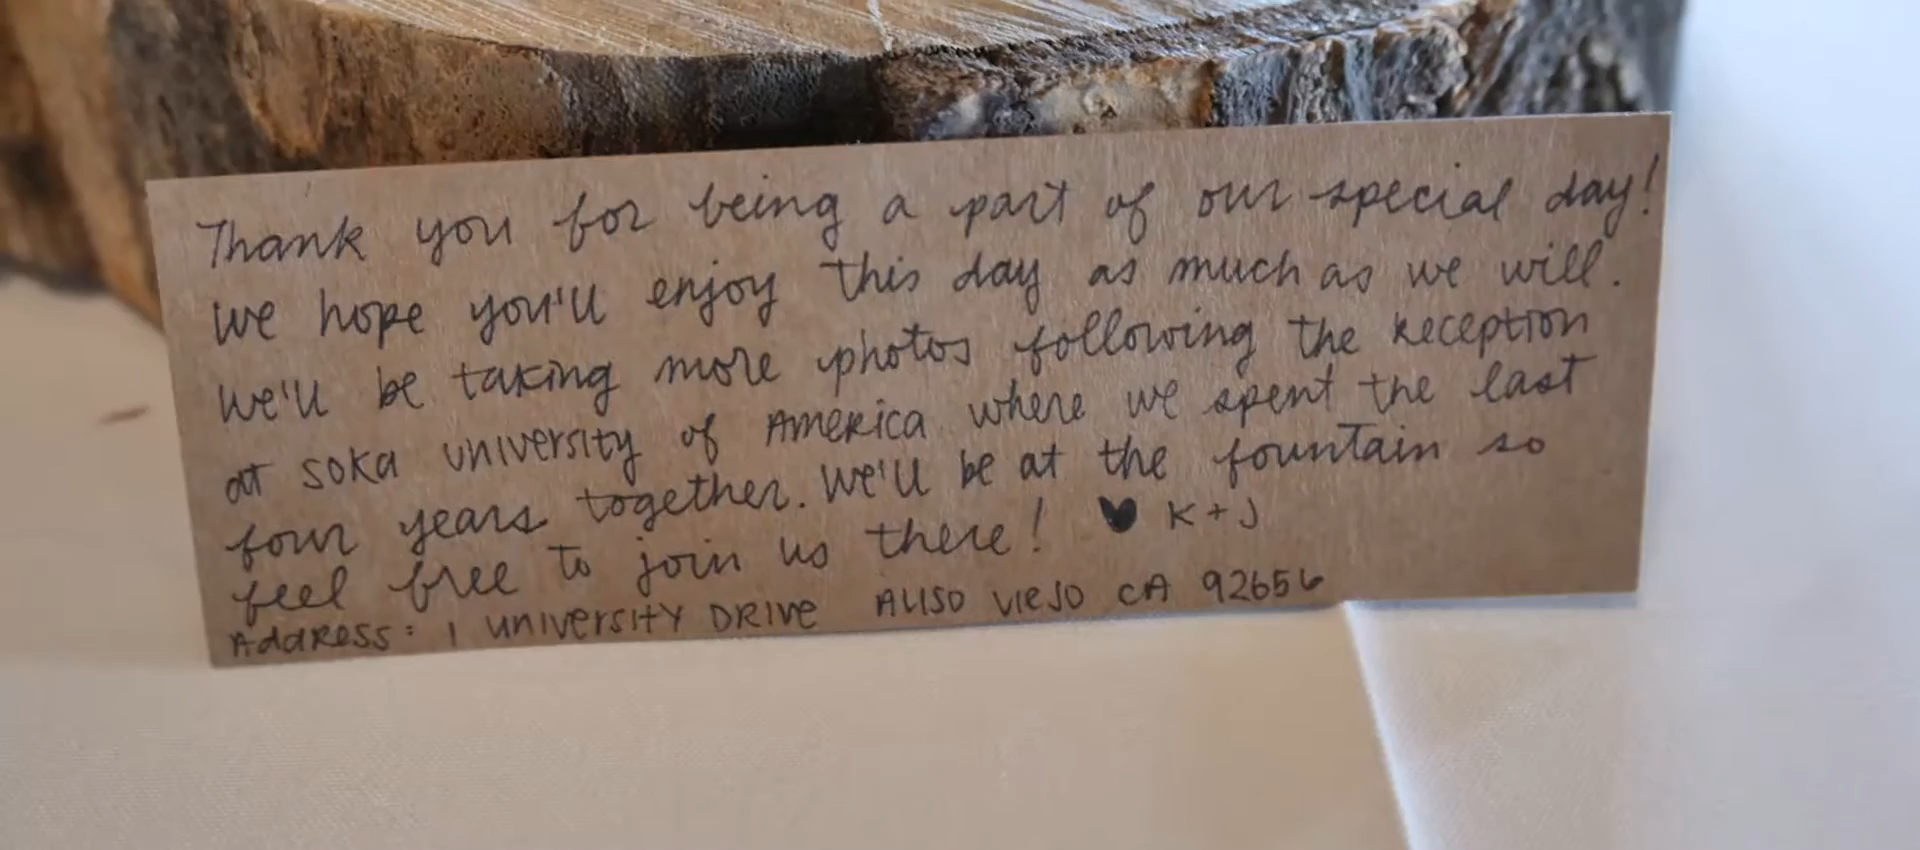 Thank you for being a part of our special day!
We hope you'll enjoy this day as much as we will.
We'll be taking more photos following the Reception
at SOKA UNIVERSITY of AMERICA where we spent the last
four years together. We'll be at the fountain so
feel free to join us there! ♥ K + J
Address: 1 UNIVERSITY DRIVE ALISO VIEJO CA 92656